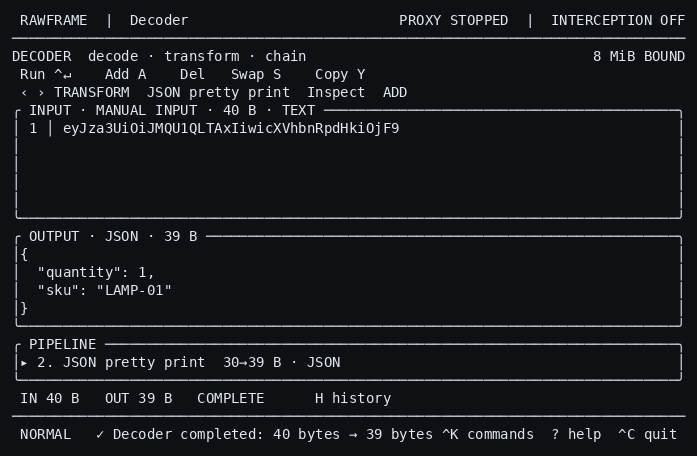 RAWFRAME | Decoder PROXY STOPPED | INTERCEPTION OFF
DECODER decode · transform · chain 8 MiB BOUND
Run ^↵ Add A Del Swap S Copy Y
‹ › TRANSFORM JSON pretty print Inspect ADD
INPUT · MANUAL INPUT · 40 B · TEXT
1 │ eyJza3UiOiJMQU1QLTAxIiwicXVhbnRpdHkiOjF9
OUTPUT · JSON · 39 B
{
"quantity": 1,
"sku": "LAMP-01"
}
PIPELINE
▸ 2. JSON pretty print 30→39 B · JSON
IN 40 B OUT 39 B COMPLETE H history
NORMAL ✓ Decoder completed: 40 bytes → 39 bytes ^K commands ? help ^C quit